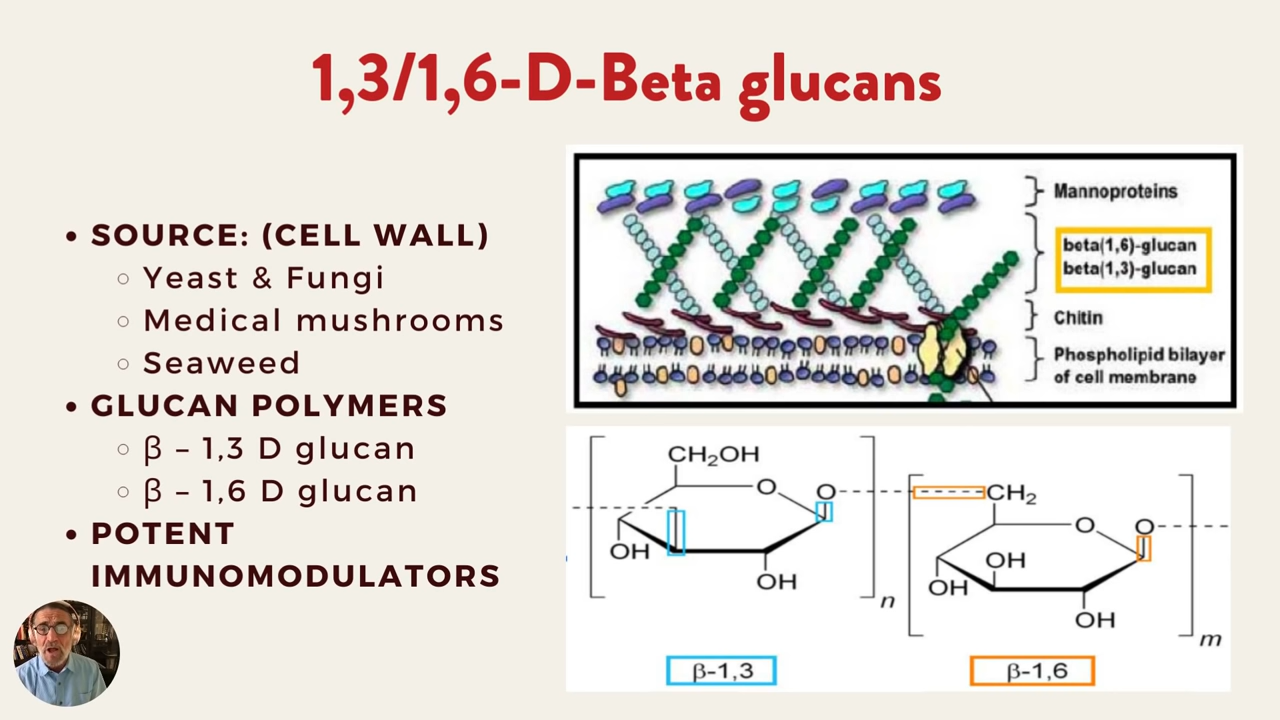 1,3/1,6-D-Beta glucans
• SOURCE: (CELL WALL)
○ Yeast & Fungi
○ Medical mushrooms
○ Seaweed
• GLUCAN POLYMERS
○ β – 1,3 D glucan
○ β – 1,6 D glucan
• POTENT
IMMUNOMODULATORS
Mannoproteins
beta(1,6)-glucan
beta(1,3)-glucan
Chitin
Phospholipid bilayer
of cell membrane
CH₂OH
O
O
OH
OH
n
CH₂
O
O
OH
OH
OH
m
β-1,3
β-1,6